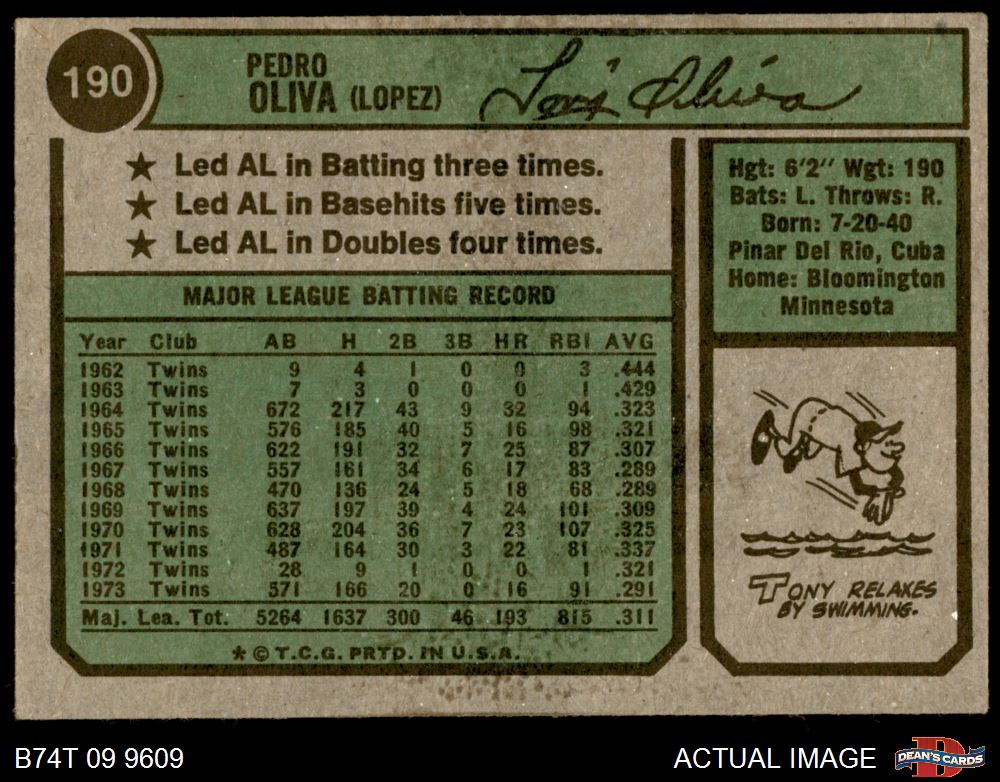 190
PEDRO
OLIVA (LOPEZ)
Tony Oliva
★ Led AL in Batting three times.
★ Led AL in Basehits five times.
★ Led AL in Doubles four times.
Hgt: 6'2" Wgt: 190
Bats: L. Throws: R.
Born: 7-20-40
Pinar Del Rio, Cuba
Home: Bloomington
Minnesota
MAJOR LEAGUE BATTING RECORD
Year Club AB H 2B 3B HR RBI AVG
1962 Twins 9 4 1 0 0 3 .444
1963 Twins 7 3 0 0 0 1 .429
1964 Twins 672 217 43 9 32 94 .323
1965 Twins 576 185 40 5 16 98 .321
1966 Twins 622 191 32 7 25 87 .307
1967 Twins 557 161 34 6 17 83 .289
1968 Twins 470 136 24 5 18 68 .289
1969 Twins 637 197 39 4 24 101 .309
1970 Twins 628 204 36 7 23 107 .325
1971 Twins 487 164 30 3 22 81 .337
1972 Twins 28 9 1 0 0 1 .321
1973 Twins 571 166 20 0 16 91 .291
Maj. Lea. Tot. 5264 1637 300 46 193 815 .311
* © T.C.G. PRTD. IN U.S.A.
TONY RELAXES
BY SWIMMING.
B74T 09 9609
ACTUAL IMAGE
DEAN'S CARDS